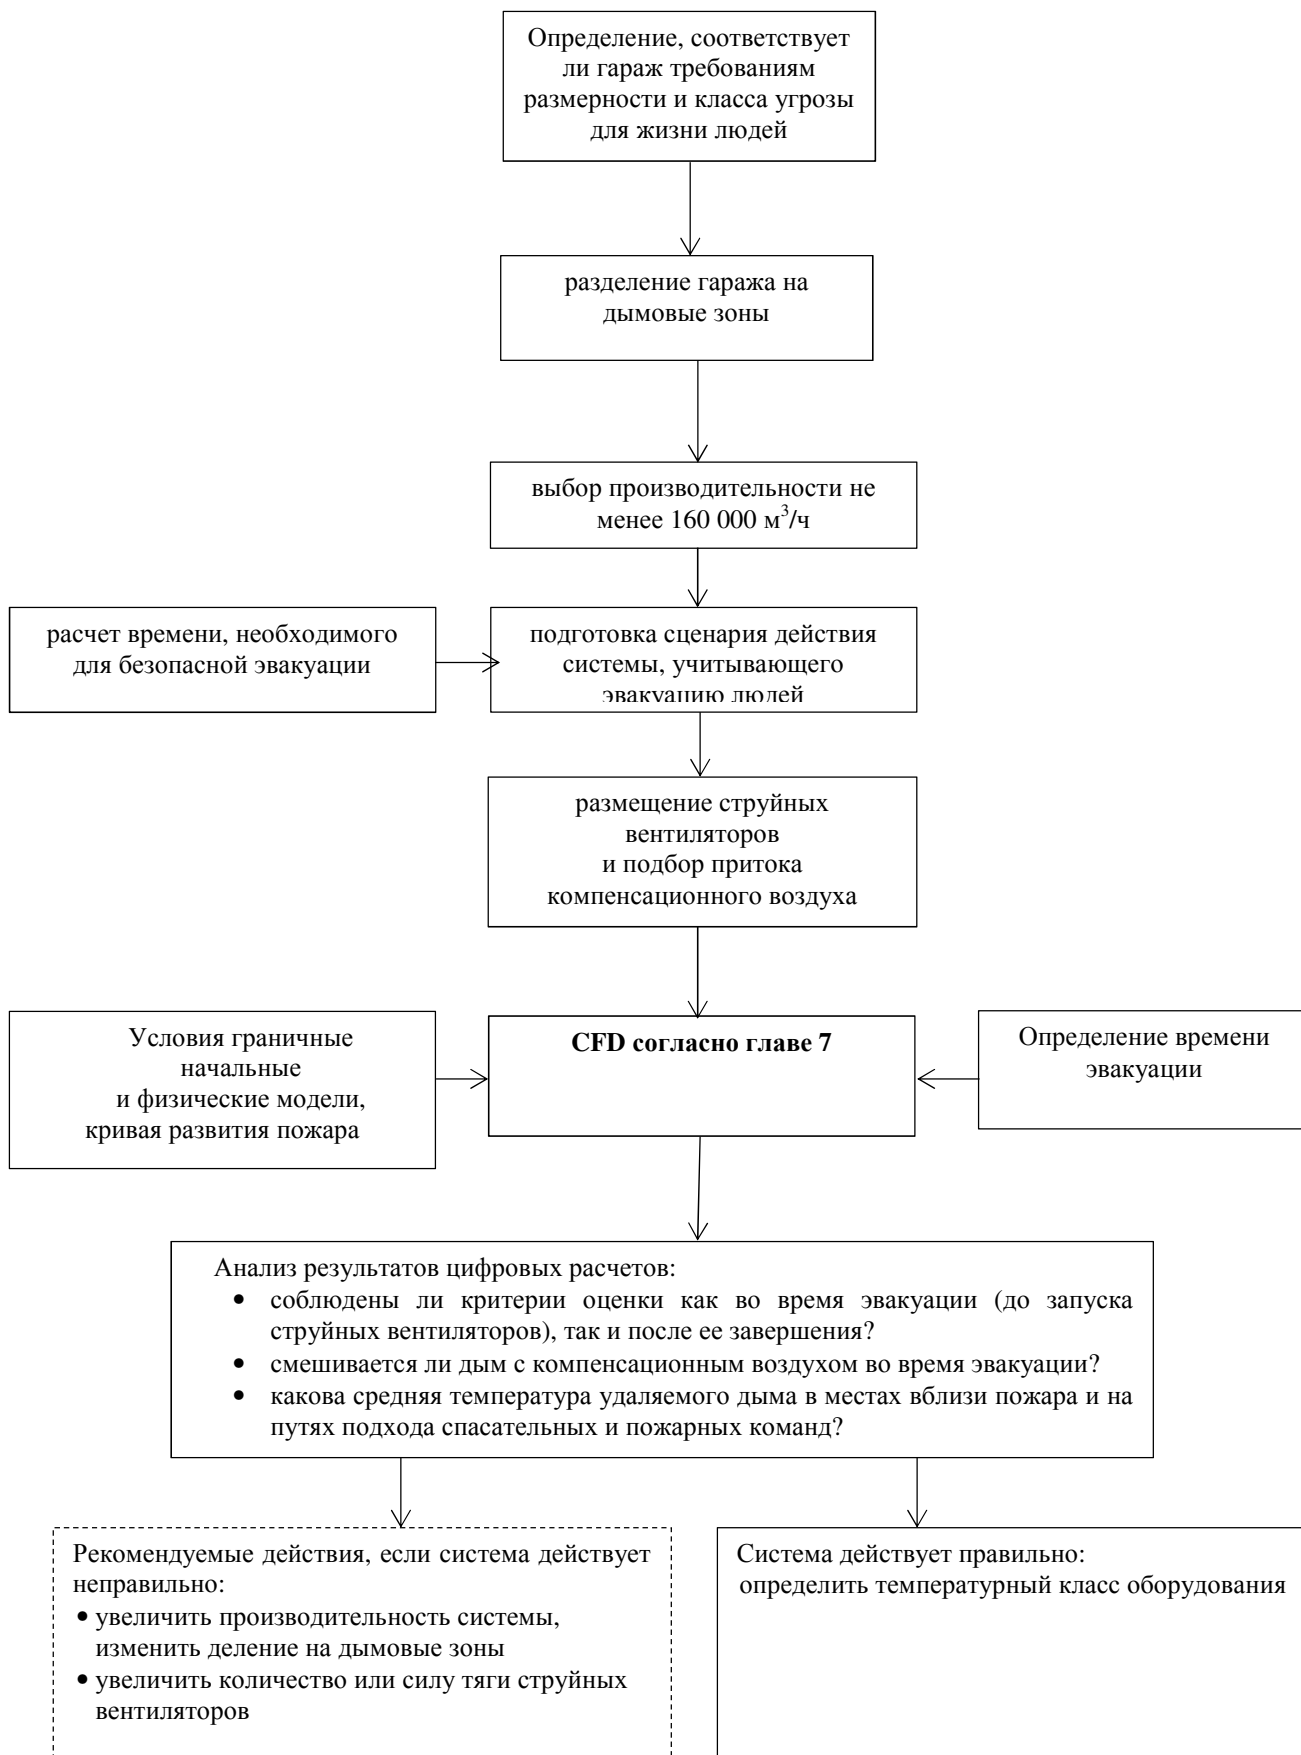 Определение, соответствует
ли гараж требованиям
размерности и класса угрозы
для жизни людей
разделение гаража на
дымовые зоны
выбор производительности не
менее 160 000 м³/ч
расчет времени, необходимого
для безопасной эвакуации
подготовка сценария действия
системы, учитывающего
эвакуацию людей
размещение струйных
вентиляторов
и подбор притока
компенсационного воздуха
Условия граничные
начальные
и физические модели,
кривая развития пожара
CFD согласно главе 7
Определение времени
эвакуации
Анализ результатов цифровых расчетов:
• соблюдены ли критерии оценки как во время эвакуации (до запуска
струйных вентиляторов), так и после ее завершения?
• смешивается ли дым с компенсационным воздухом во время эвакуации?
• какова средняя температура удаляемого дыма в местах вблизи пожара и на
путях подхода спасательных и пожарных команд?
Рекомендуемые действия, если система действует
неправильно:
• увеличить производительность системы,
изменить деление на дымовые зоны
• увеличить количество или силу тяги струйных
вентиляторов
Система действует правильно:
определить температурный класс оборудования